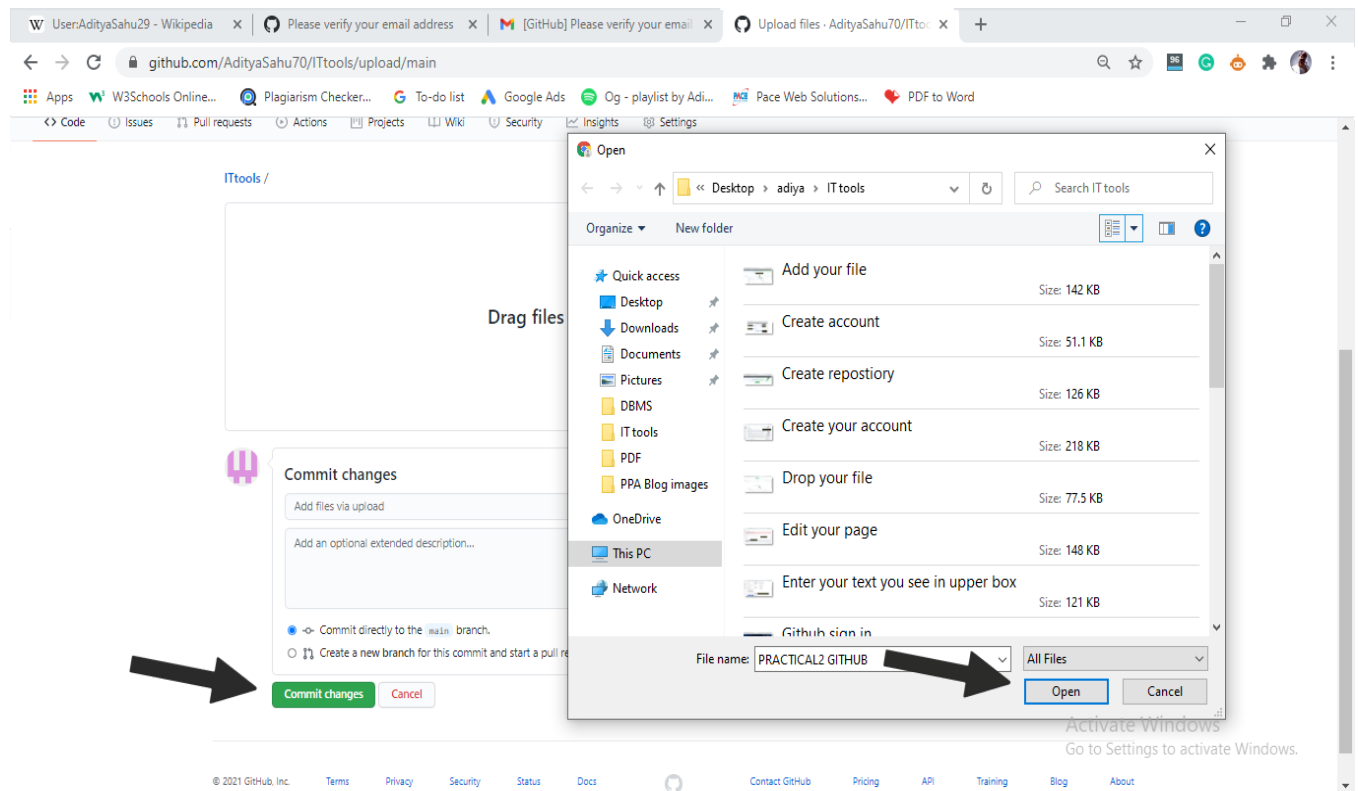 User:AdityaSahu29 - Wikipedia
Please verify your email address
[GitHub] Please verify your email
Upload files · AdityaSahu70/ITtoo
github.com/AdityaSahu70/ITtools/upload/main
96
Apps
W3Schools Online...
Plagiarism Checker...
To-do list
Google Ads
Og - playlist by Adi...
Pace Web Solutions...
PDF to Word
Code
Issues
Pull requests
Actions
Projects
Wiki
Security
Insights
Settings
ITtools /
Drag files
Commit changes
Add files via upload
Add an optional extended description...
Commit directly to the main branch.
Create a new branch for this commit and start a pull re
Commit changes
Cancel
Open
« Desktop › adiya › IT tools
Search IT tools
Organize
New folder
Quick access
Desktop
Downloads
Documents
Pictures
DBMS
IT tools
PDF
PPA Blog images
OneDrive
This PC
Network
Add your file
Size: 142 KB
Create account
Size: 51.1 KB
Create repostiory
Size: 126 KB
Create your account
Size: 218 KB
Drop your file
Size: 77.5 KB
Edit your page
Size: 148 KB
Enter your text you see in upper box
Size: 121 KB
Github sign in
File name:
PRACTICAL2 GITHUB
All Files
Open
Cancel
Activate Windows
Go to Settings to activate Windows.
© 2021 GitHub, Inc.
Terms
Privacy
Security
Status
Docs
Contact GitHub
Pricing
API
Training
Blog
About